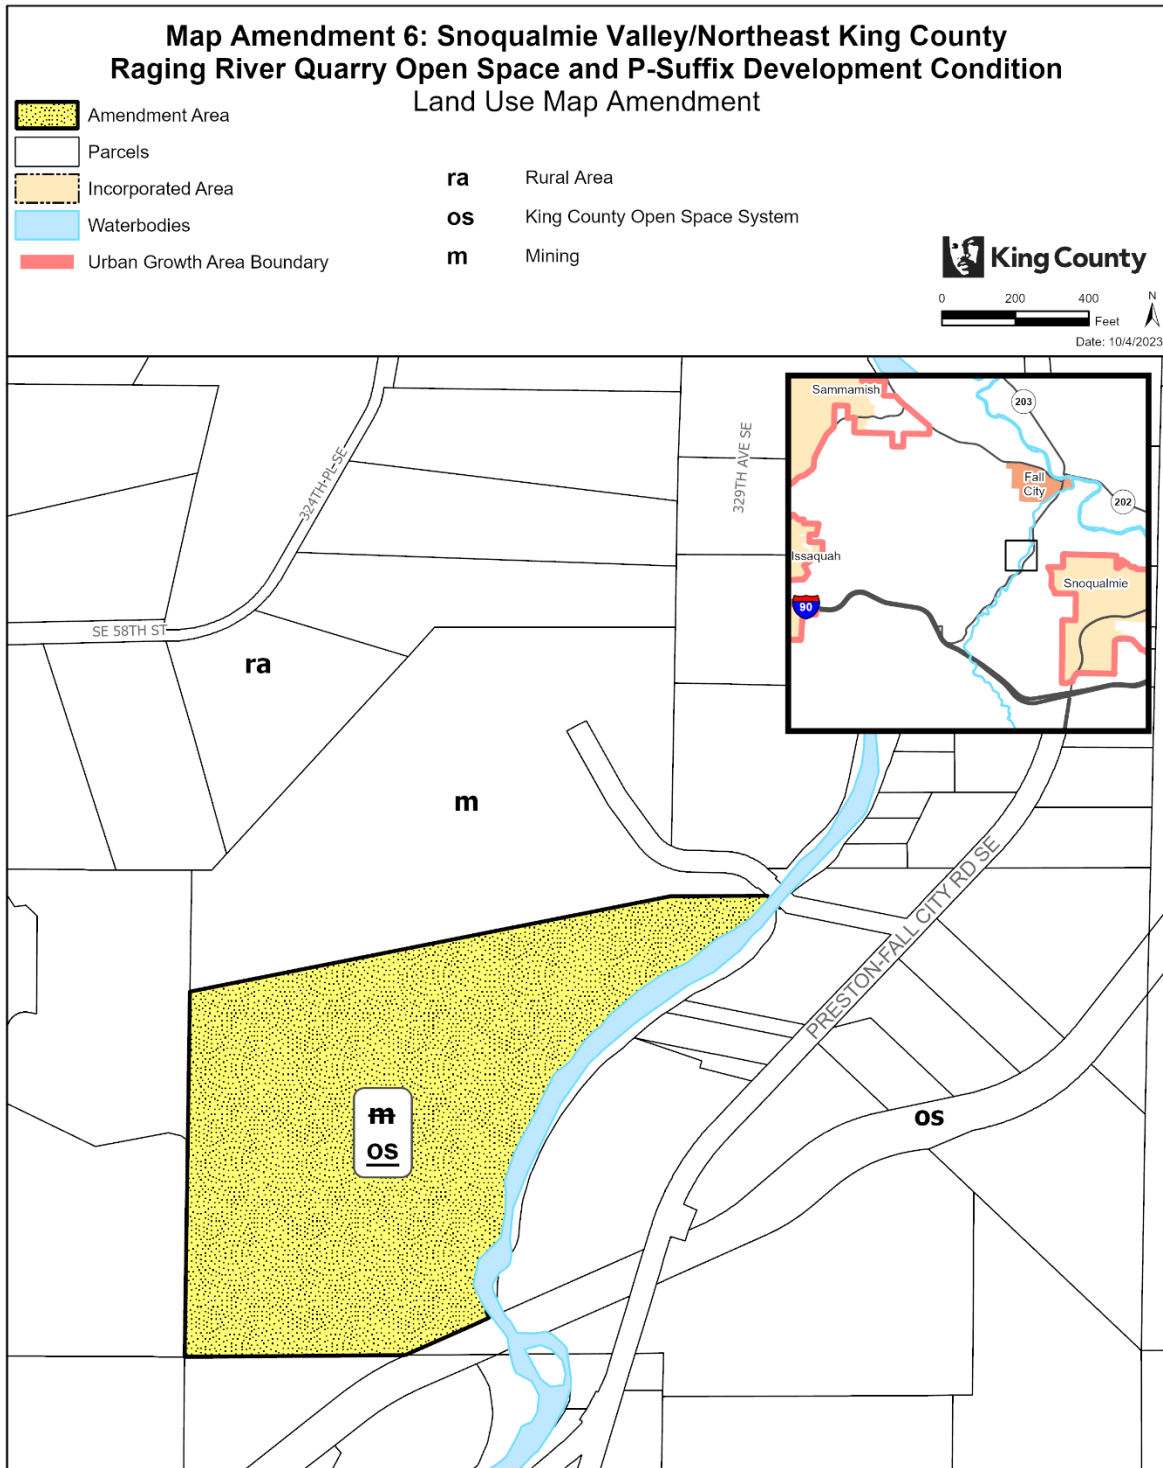 Map Amendment 6: Snoqualmie Valley/Northeast King County
Raging River Quarry Open Space and P-Suffix Development Condition
Land Use Map Amendment
Amendment Area
Parcels
Incorporated Area
Waterbodies
Urban Growth Area Boundary
ra Rural Area
os King County Open Space System
m Mining
King County
0 200 400
Feet
N
Date: 10/4/2023
Sammamish
203
Fall
City
202
Issaquah
Snoqualmie
90
324TH PL SE
329TH AVE SE
SE 58TH ST
ra
m
PRESTON-FALL CITY RD SE
m
os
os